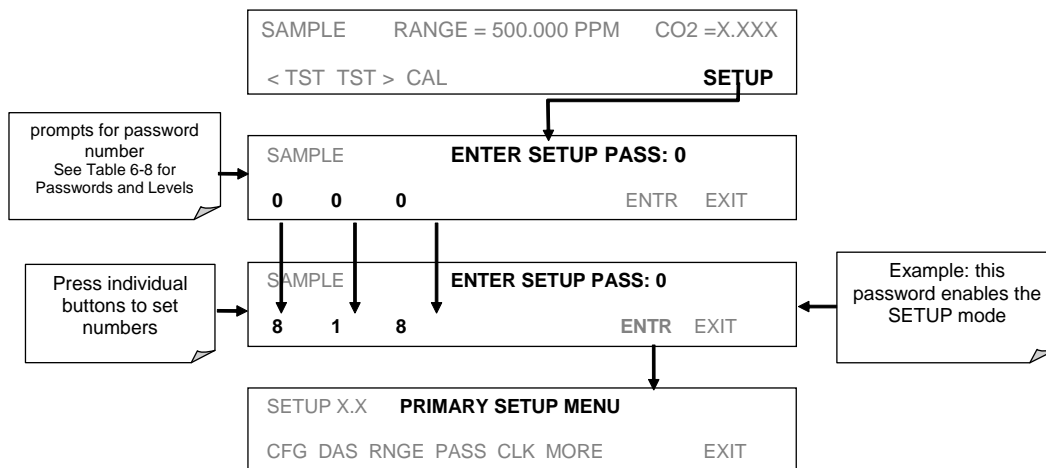 SAMPLE RANGE = 500.000 PPM CO2 =X.XXX
< TST TST > CAL SETUP
prompts for password
number
See Table 6-8 for
Passwords and Levels
SAMPLE ENTER SETUP PASS: 0
0 0 0 ENTR EXIT
Press individual
buttons to set
numbers
SAMPLE ENTER SETUP PASS: 0
8 1 8 ENTR EXIT
Example: this
password enables the
SETUP mode
SETUP X.X PRIMARY SETUP MENU
CFG DAS RNGE PASS CLK MORE EXIT